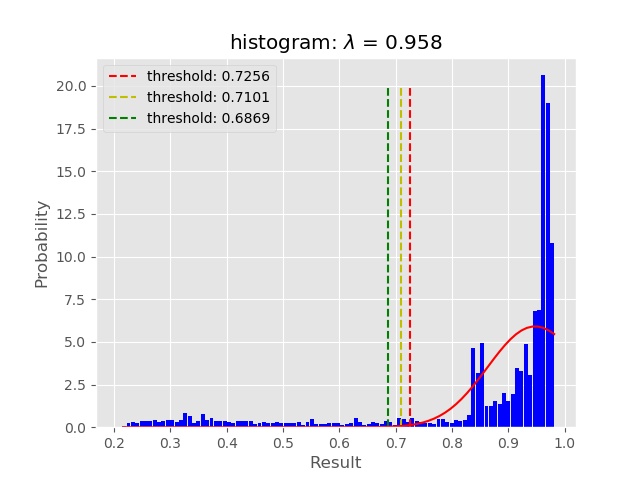 histogram: λ = 0.958
threshold: 0.7256
threshold: 0.7101
threshold: 0.6869
20.0
17.5
15.0
12.5
10.0
7.5
5.0
2.5
0.0
Probability
0.2 0.3 0.4 0.5 0.6 0.7 0.8 0.9 1.0
Result